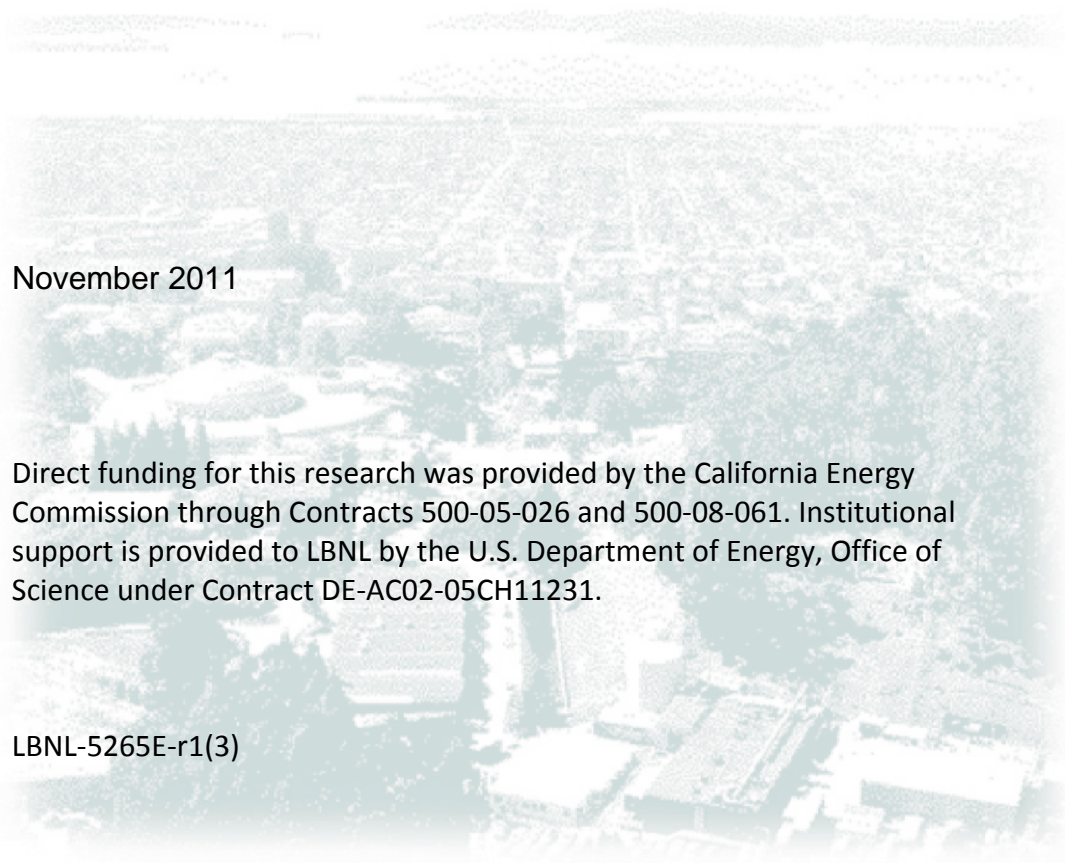 November 2011
Direct funding for this research was provided by the California Energy
Commission through Contracts 500-05-026 and 500-08-061. Institutional
support is provided to LBNL by the U.S. Department of Energy, Office of
Science under Contract DE-AC02-05CH11231.
LBNL-5265E-r1(3)